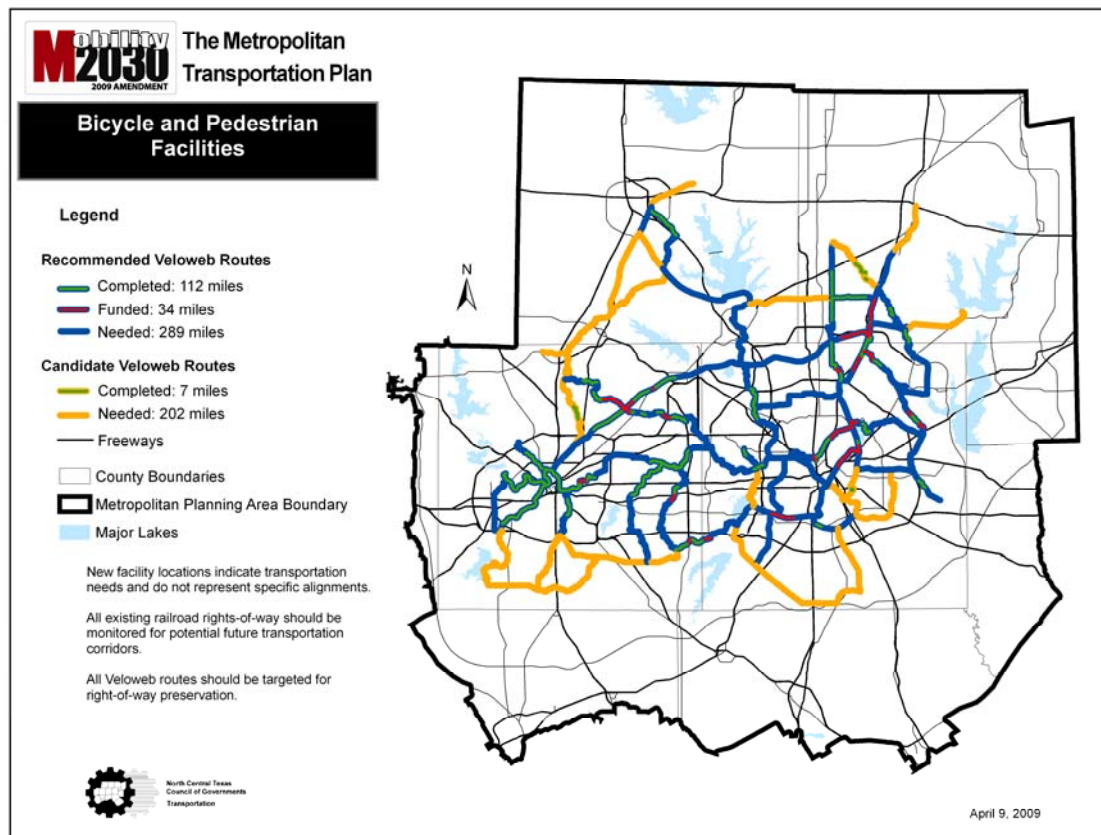 Mobility
2030
2009 AMENDMENT
The Metropolitan
Transportation Plan
Bicycle and Pedestrian
Facilities
Legend
Recommended Veloweb Routes
Completed: 112 miles
Funded: 34 miles
Needed: 289 miles
Candidate Veloweb Routes
Completed: 7 miles
Needed: 202 miles
Freeways
County Boundaries
Metropolitan Planning Area Boundary
Major Lakes
N
New facility locations indicate transportation
needs and do not represent specific alignments.
All existing railroad rights-of-way should be
monitored for potential future transportation
corridors.
All Veloweb routes should be targeted for
right-of-way preservation.
North Central Texas
Council of Governments
Transportation
April 9, 2009